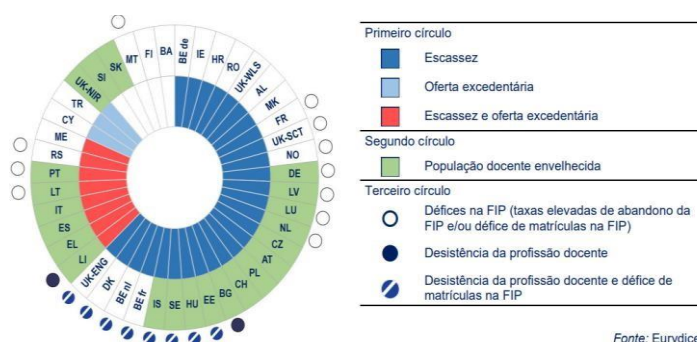 BA
BE de
IE
HR
RO
UK-WLS
AL
MK
FR
UK-SCT
NO
DE
LV
LU
NL
CZ
AT
PL
CH
BG
EE
HU
SE
IS
BE fr
BE nl
DK
UK-ENG
LI
EL
ES
IT
LT
PT
RS
ME
CY
TR
UK-NIR
SI
SK
MT
FI
Primeiro círculo
Escassez
Oferta excedentária
Escassez e oferta excedentária
Segundo círculo
População docente envelhecida
Terceiro círculo
Défices na FIP (taxas elevadas de abandono da
FIP e/ou défice de matrículas na FIP)
Desistência da profissão docente
Desistência da profissão docente e défice de
matrículas na FIP
Fonte: Eurydice